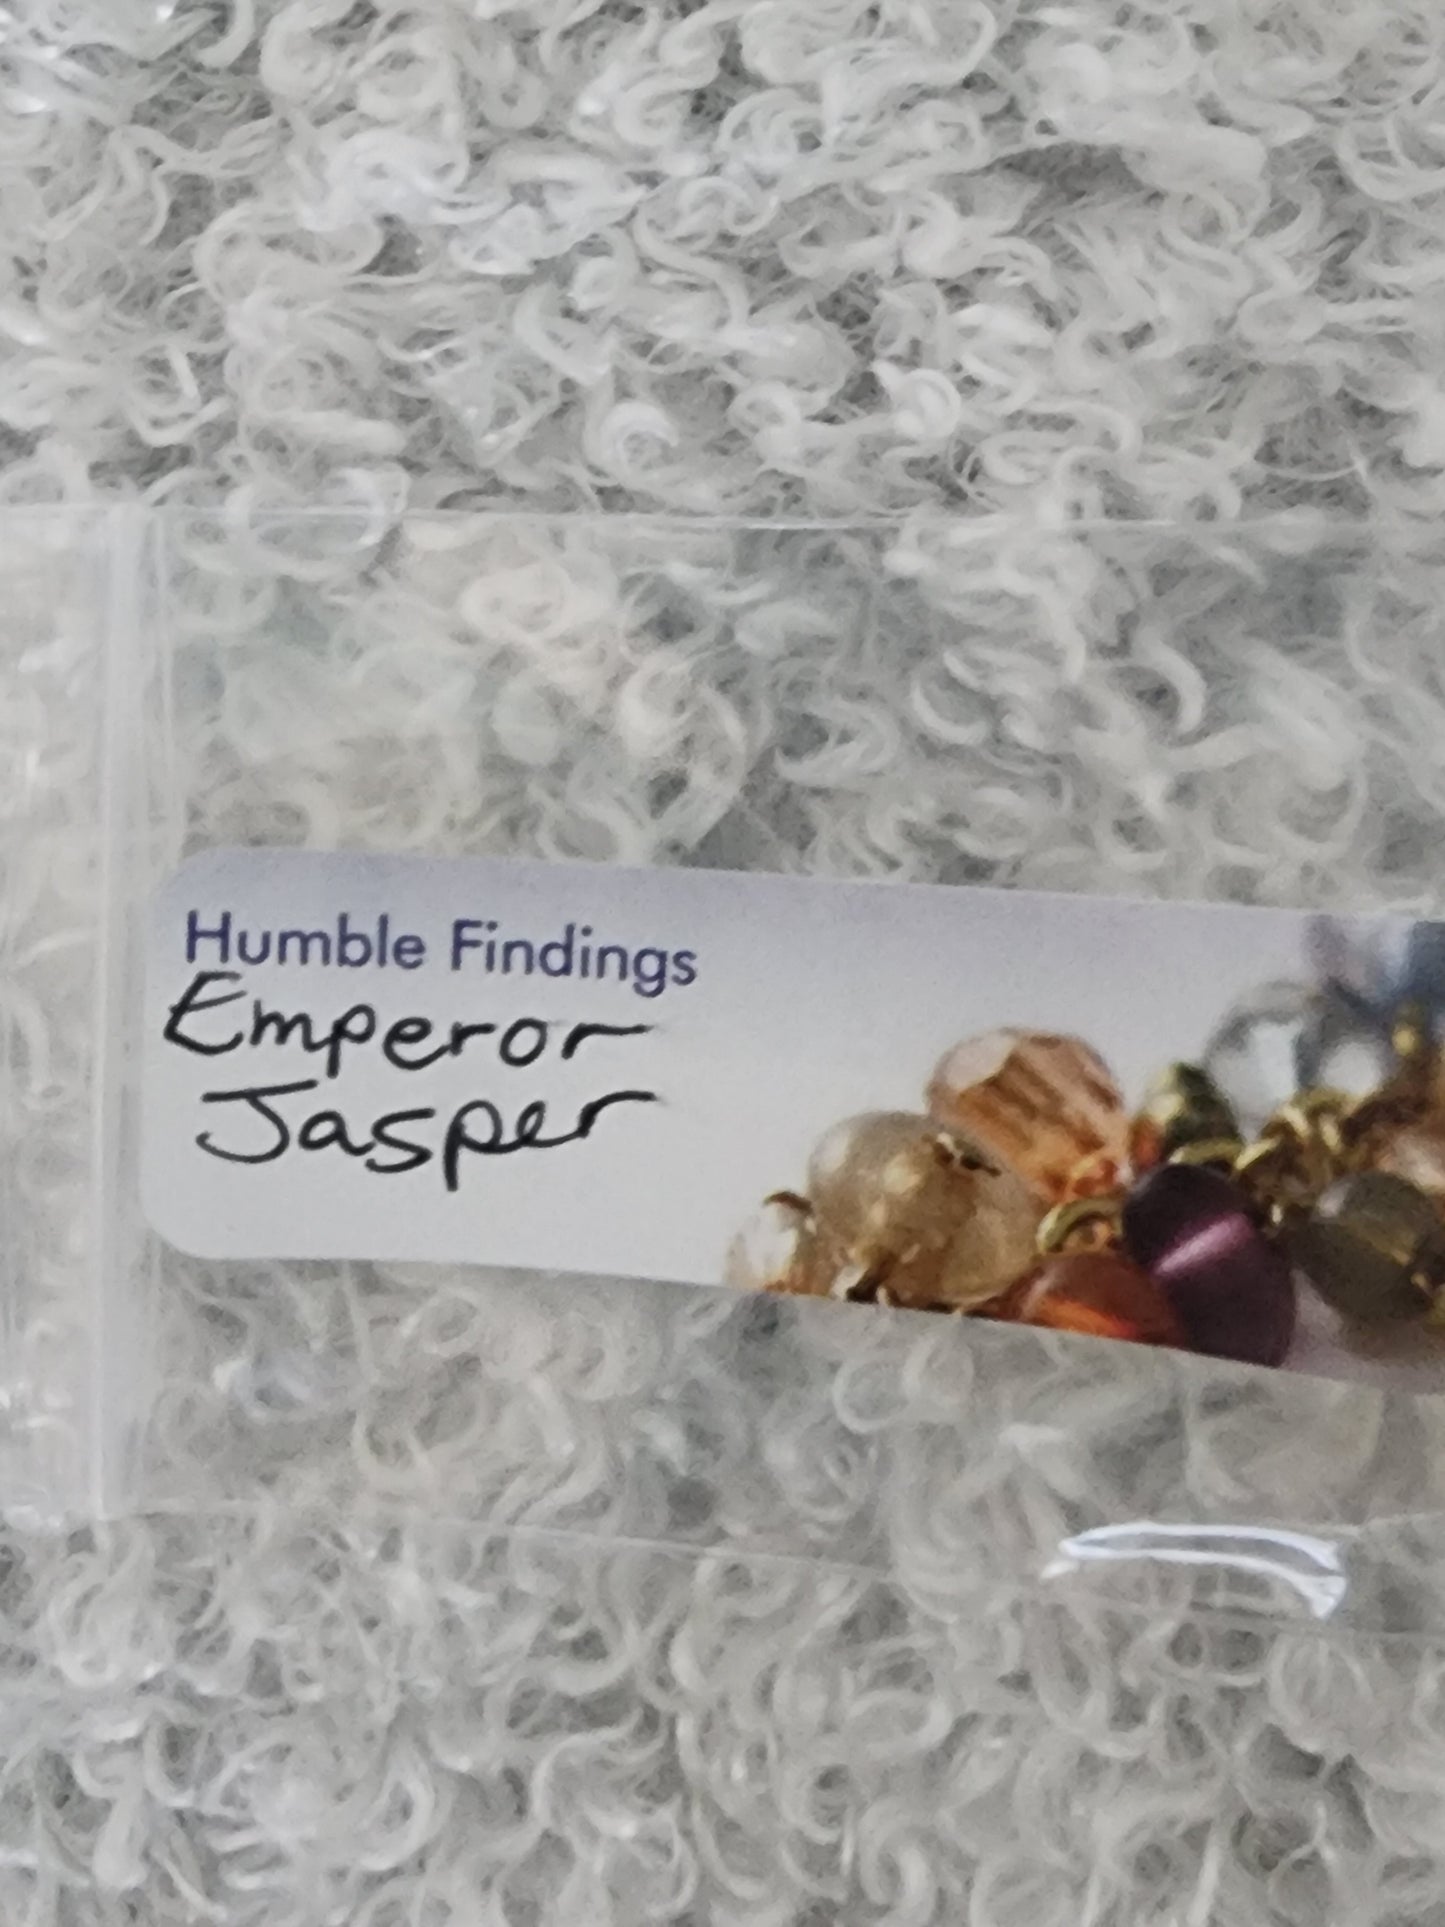 Humble Findings
Emperor
Jasper